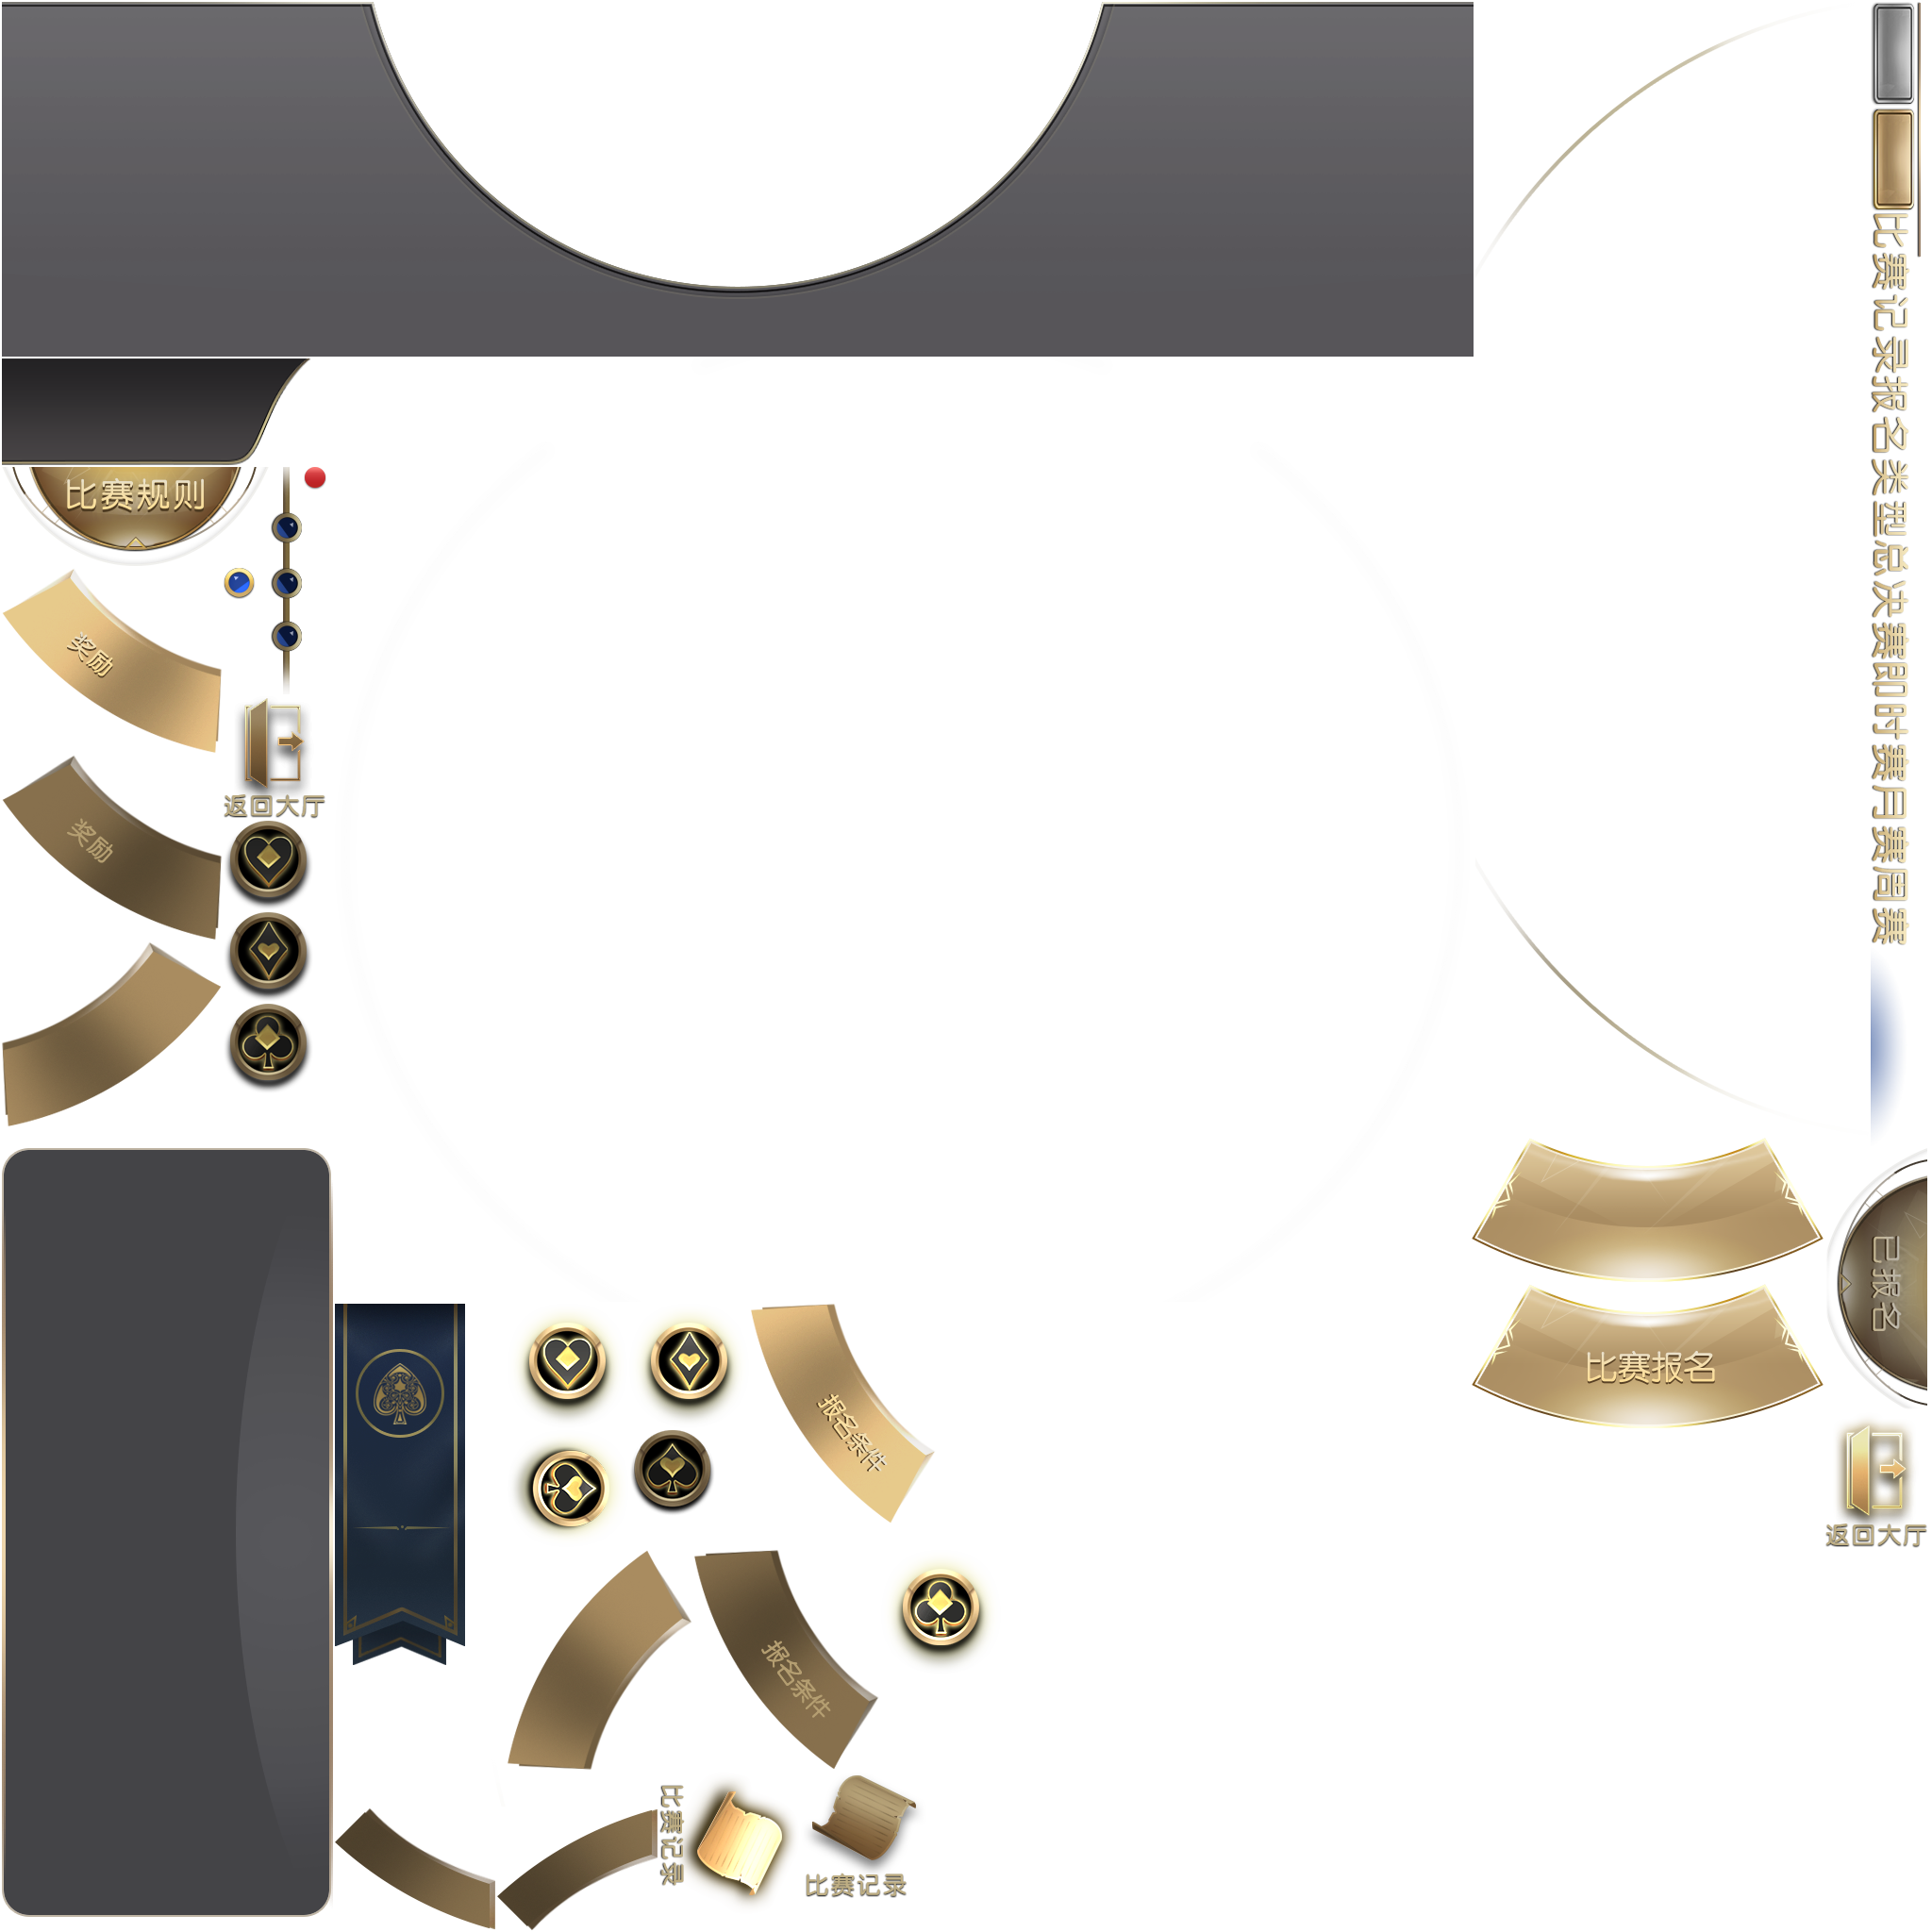 比赛规则
奖励
返回大厅
奖励
比赛记录
报名类型
总决赛
即时赛
月赛
周赛
已报名
比赛报名
返回大厅
报名条件
报名条件
比赛记录
比赛记录